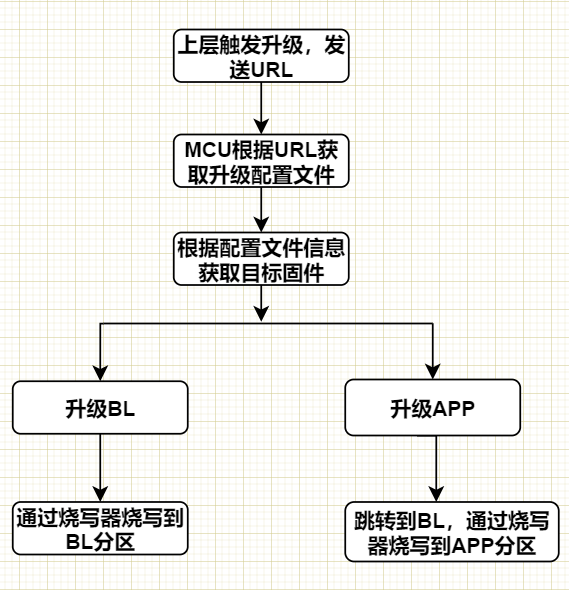 上层触发升级，发
送URL
MCU根据URL获
取升级配置文件
根据配置文件信息
获取目标固件
升级BL
升级APP
通过烧写器烧写到
BL分区
跳转到BL，通过烧写
器烧写到APP分区